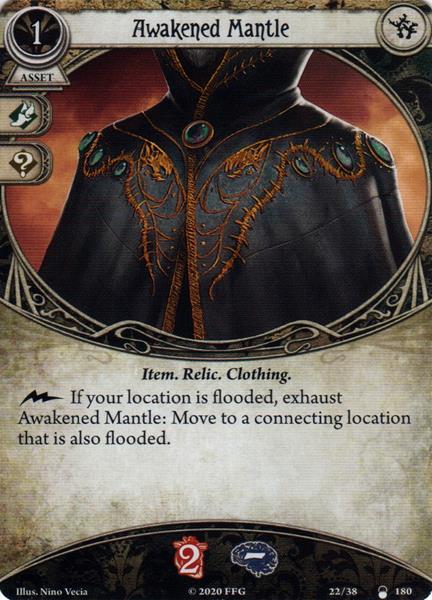 1
Awakened Mantle
ASSET
?
Item. Relic. Clothing.
If your location is flooded, exhaust
Awakened Mantle: Move to a connecting location
that is also flooded.
2
–
Illus. Nino Vecia © 2020 FFG 22/38 180